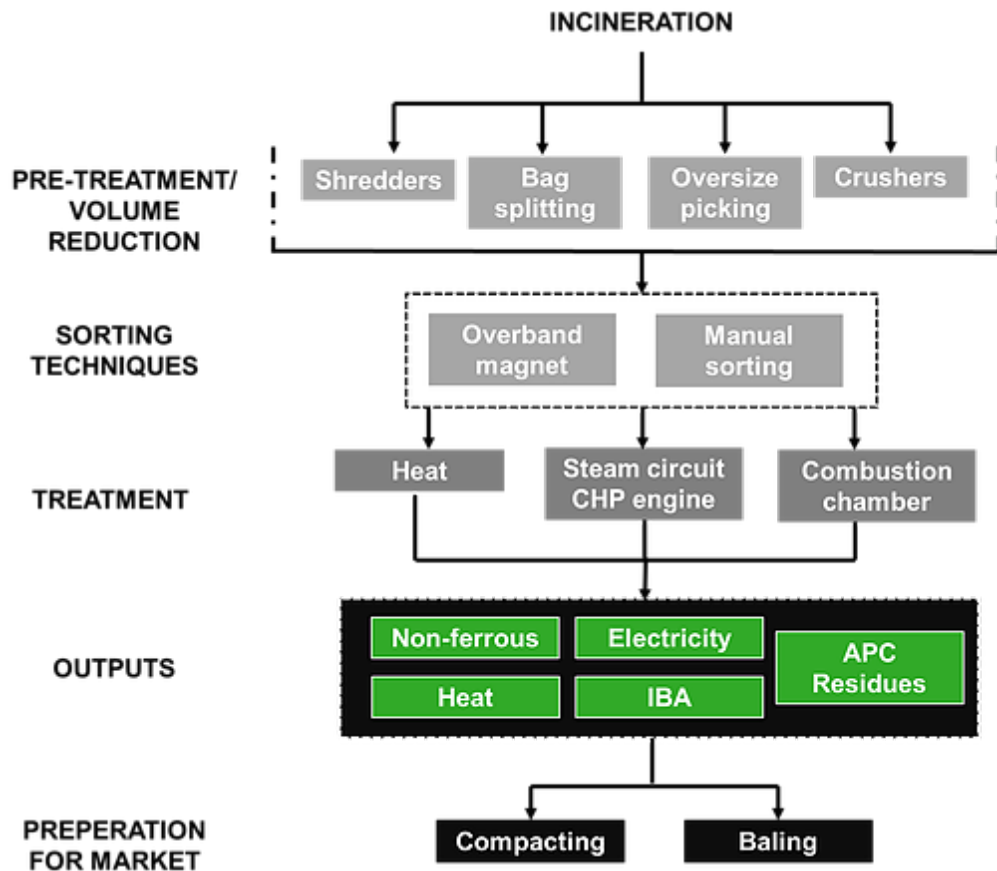 INCINERATION
PRE-TREATMENT/
VOLUME
REDUCTION
Shredders
Bag
splitting
Oversize
picking
Crushers
SORTING
TECHNIQUES
Overband
magnet
Manual
sorting
TREATMENT
Heat
Steam circuit
CHP engine
Combustion
chamber
OUTPUTS
Non-ferrous
Electricity
APC
Residues
Heat
IBA
PREPERATION
FOR MARKET
Compacting
Baling